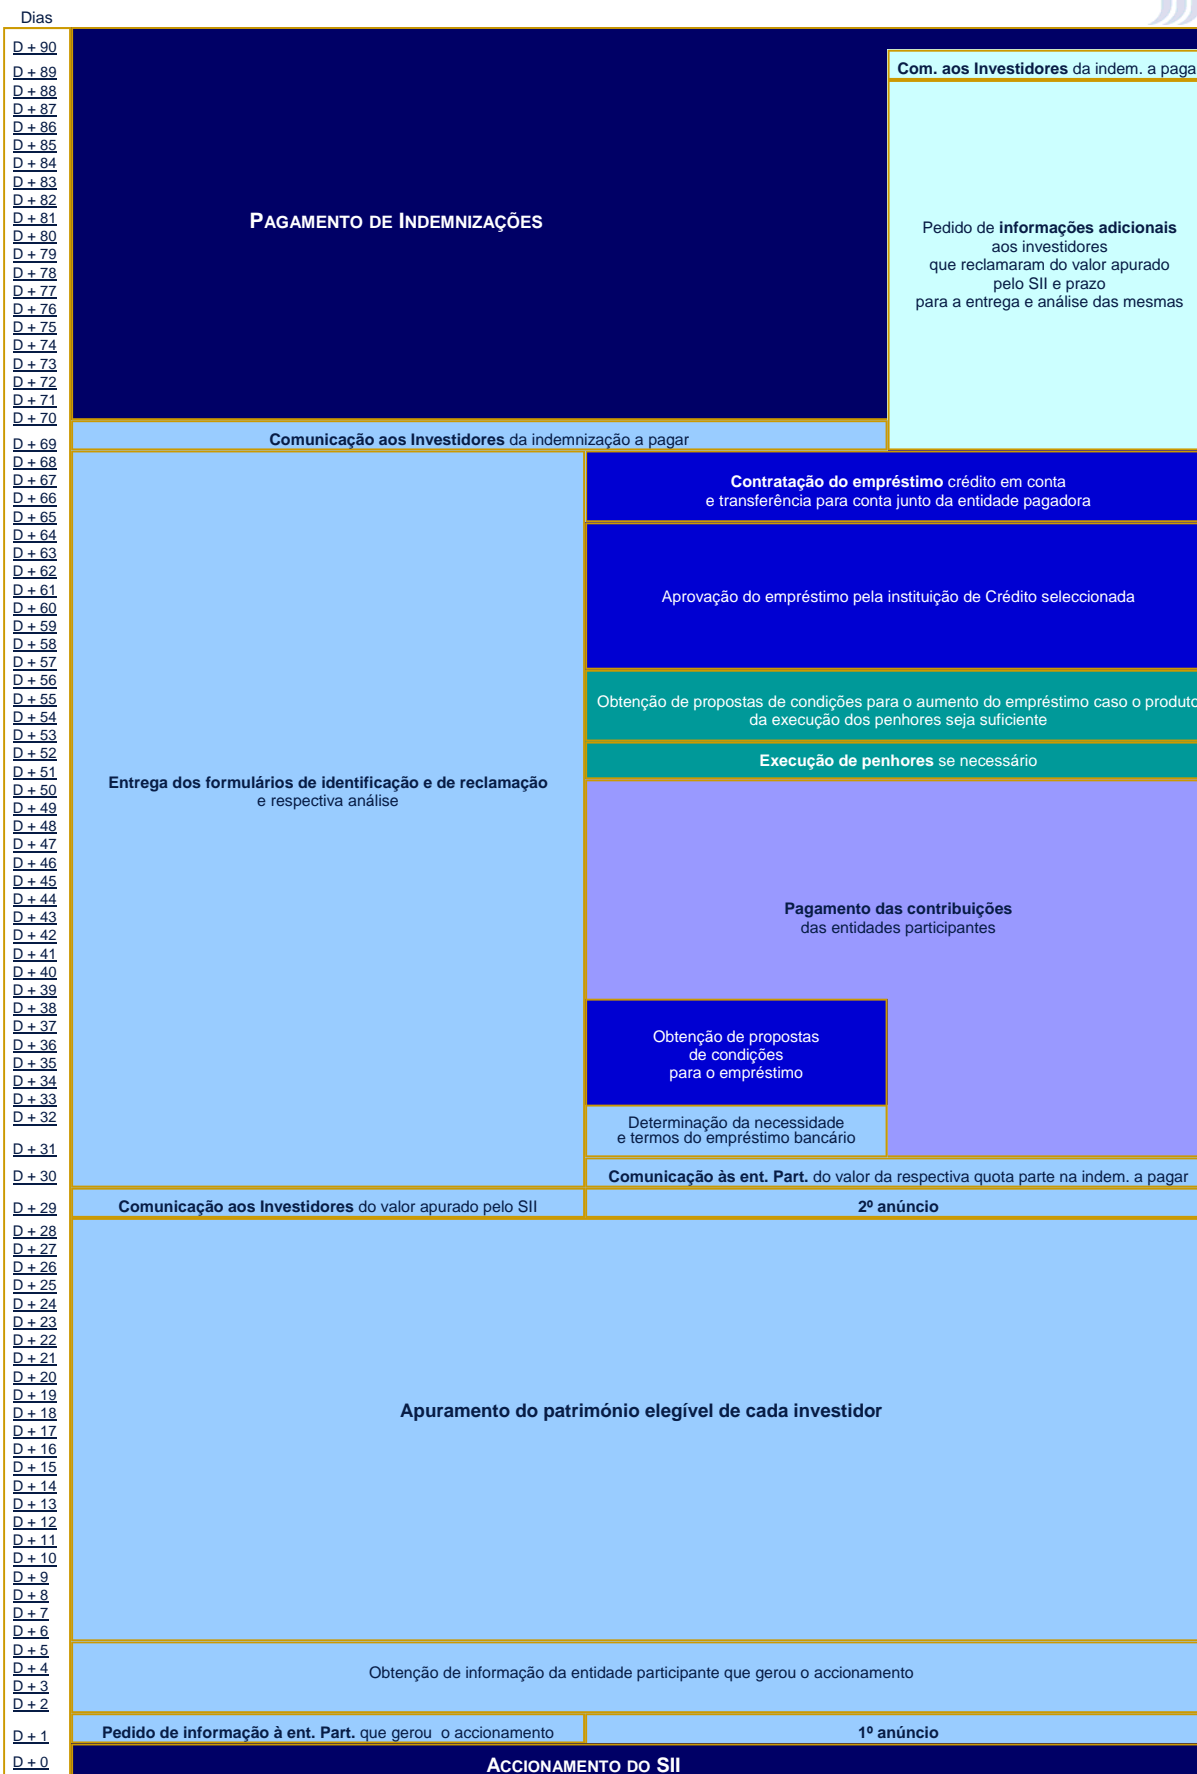 Dias
D + 90
D + 89
D + 88
D + 87
D + 86
D + 85
D + 84
D + 83
D + 82
D + 81
D + 80
D + 79
D + 78
D + 77
D + 76
D + 75
D + 74
D + 73
D + 72
D + 71
D + 70
D + 69
D + 68
D + 67
D + 66
D + 65
D + 64
D + 63
D + 62
D + 61
D + 60
D + 59
D + 58
D + 57
D + 56
D + 55
D + 54
D + 53
D + 52
D + 51
D + 50
D + 49
D + 48
D + 47
D + 46
D + 45
D + 44
D + 43
D + 42
D + 41
D + 40
D + 39
D + 38
D + 37
D + 36
D + 35
D + 34
D + 33
D + 32
D + 31
D + 30
D + 29
D + 28
D + 27
D + 26
D + 25
D + 24
D + 23
D + 22
D + 21
D + 20
D + 19
D + 18
D + 17
D + 16
D + 15
D + 14
D + 13
D + 12
D + 11
D + 10
D + 9
D + 8
D + 7
D + 6
D + 5
D + 4
D + 3
D + 2
D + 1
D + 0
Com. aos Investidores da indem. a paga
PAGAMENTO DE INDEMNIZAÇÕES
Pedido de informações adicionais
aos investidores
que reclamaram do valor apurado
pelo SII e prazo
para a entrega e análise das mesmas
Comunicação aos Investidores da indemnização a pagar
Contratação do empréstimo crédito em conta
e transferência para conta junto da entidade pagadora
Aprovação do empréstimo pela instituição de Crédito seleccionada
Obtenção de propostas de condições para o aumento do empréstimo caso o produto
da execução dos penhores seja suficiente
Execução de penhores se necessário
Entrega dos formulários de identificação e de reclamação
e respectiva análise
Pagamento das contribuições
das entidades participantes
Obtenção de propostas
de condições
para o empréstimo
Determinação da necessidade
e termos do empréstimo bancário
Comunicação às ent. Part. do valor da respectiva quota parte na indem. a pagar
Comunicação aos Investidores do valor apurado pelo SII
2º anúncio
Apuramento do património elegível de cada investidor
Obtenção de informação da entidade participante que gerou o accionamento
Pedido de informação à ent. Part. que gerou o accionamento
1º anúncio
ACCIONAMENTO DO SII